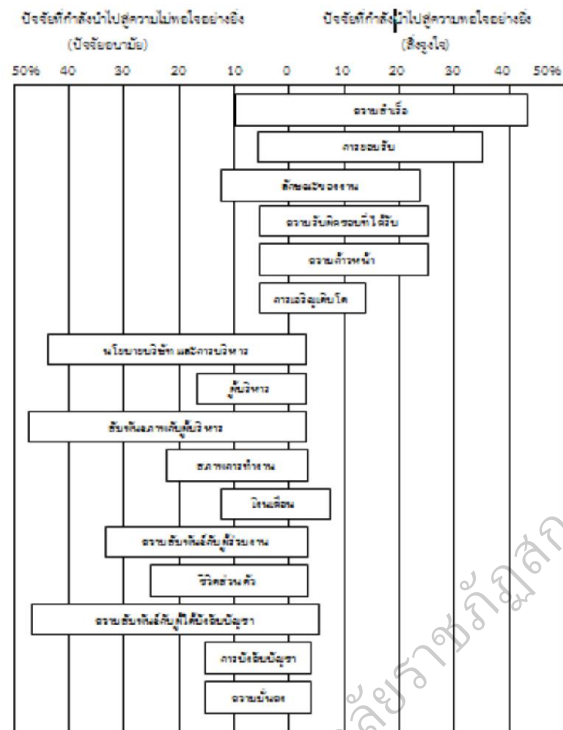 ปัจจัยที่กำลังนำไปสู่ความไม่พอใจอย่างยิ่ง ปัจจัยที่กำลังนำไปสู่ความพอใจอย่างยิ่ง
(ปัจจัยอนามัย) (สิ่งจูงใจ)
50% 40 30 20 10 0 10 20 30 40 50%
ความสำเร็จ
การยอมรับ
ลักษณะของงาน
ความรับผิดชอบที่ได้รับ
ความก้าวหน้า
การเจริญเติบโต
นโยบายบริษัท และการบริหาร
ผู้บริหาร
สัมพันธภาพกับผู้บริหาร
สภาพการทำงาน
เงินเดือน
ความสัมพันธ์กับผู้ร่วมงาน
ชีวิตส่วนตัว
ความสัมพันธ์กับผู้ใต้บังคับบัญชา
การบังคับบัญชา
ความมั่นคง
ลัยราชภัฏสก